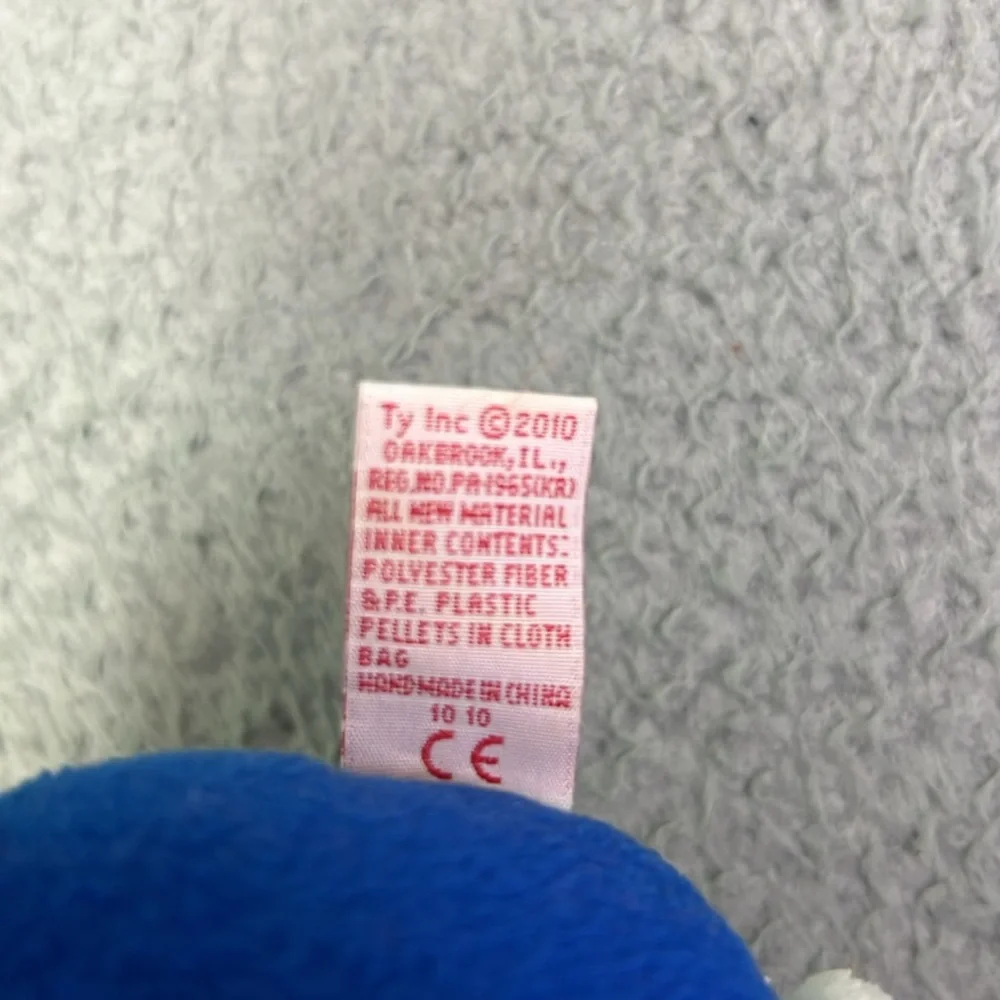 Ty Inc ©2010
OAKBROOK, IL.,
REG.NO.PA-1965(KR)
ALL NEW MATERIAL
INNER CONTENTS:
POLYESTER FIBER
& P.E. PLASTIC
PELLETS IN CLOTH
BAG
HANDMADE IN CHINA
10 10
CE